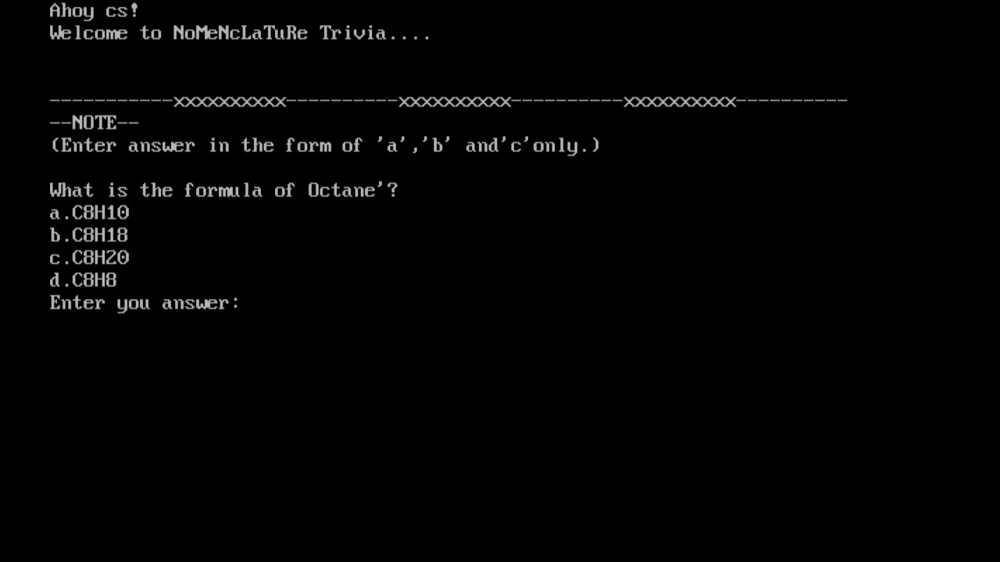 Ahoy cs!
Welcome to NoMeNcLaTuRe Trivia....
-----------xxxxxxxxxx----------xxxxxxxxxx----------xxxxxxxxxx----------
--NOTE--
(Enter answer in the form of 'a','b' and'c'only.)
What is the formula of Octane'?
a.C8H10
b.C8H18
c.C8H20
d.C8H8
Enter you answer: